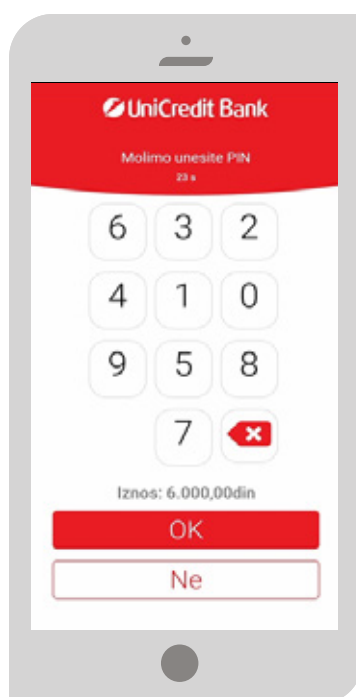 UniCredit Bank
Molimo unesite PIN
23 s
6 3 2
4 1 0
9 5 8
7
Iznos: 6.000,00din
OK
Ne